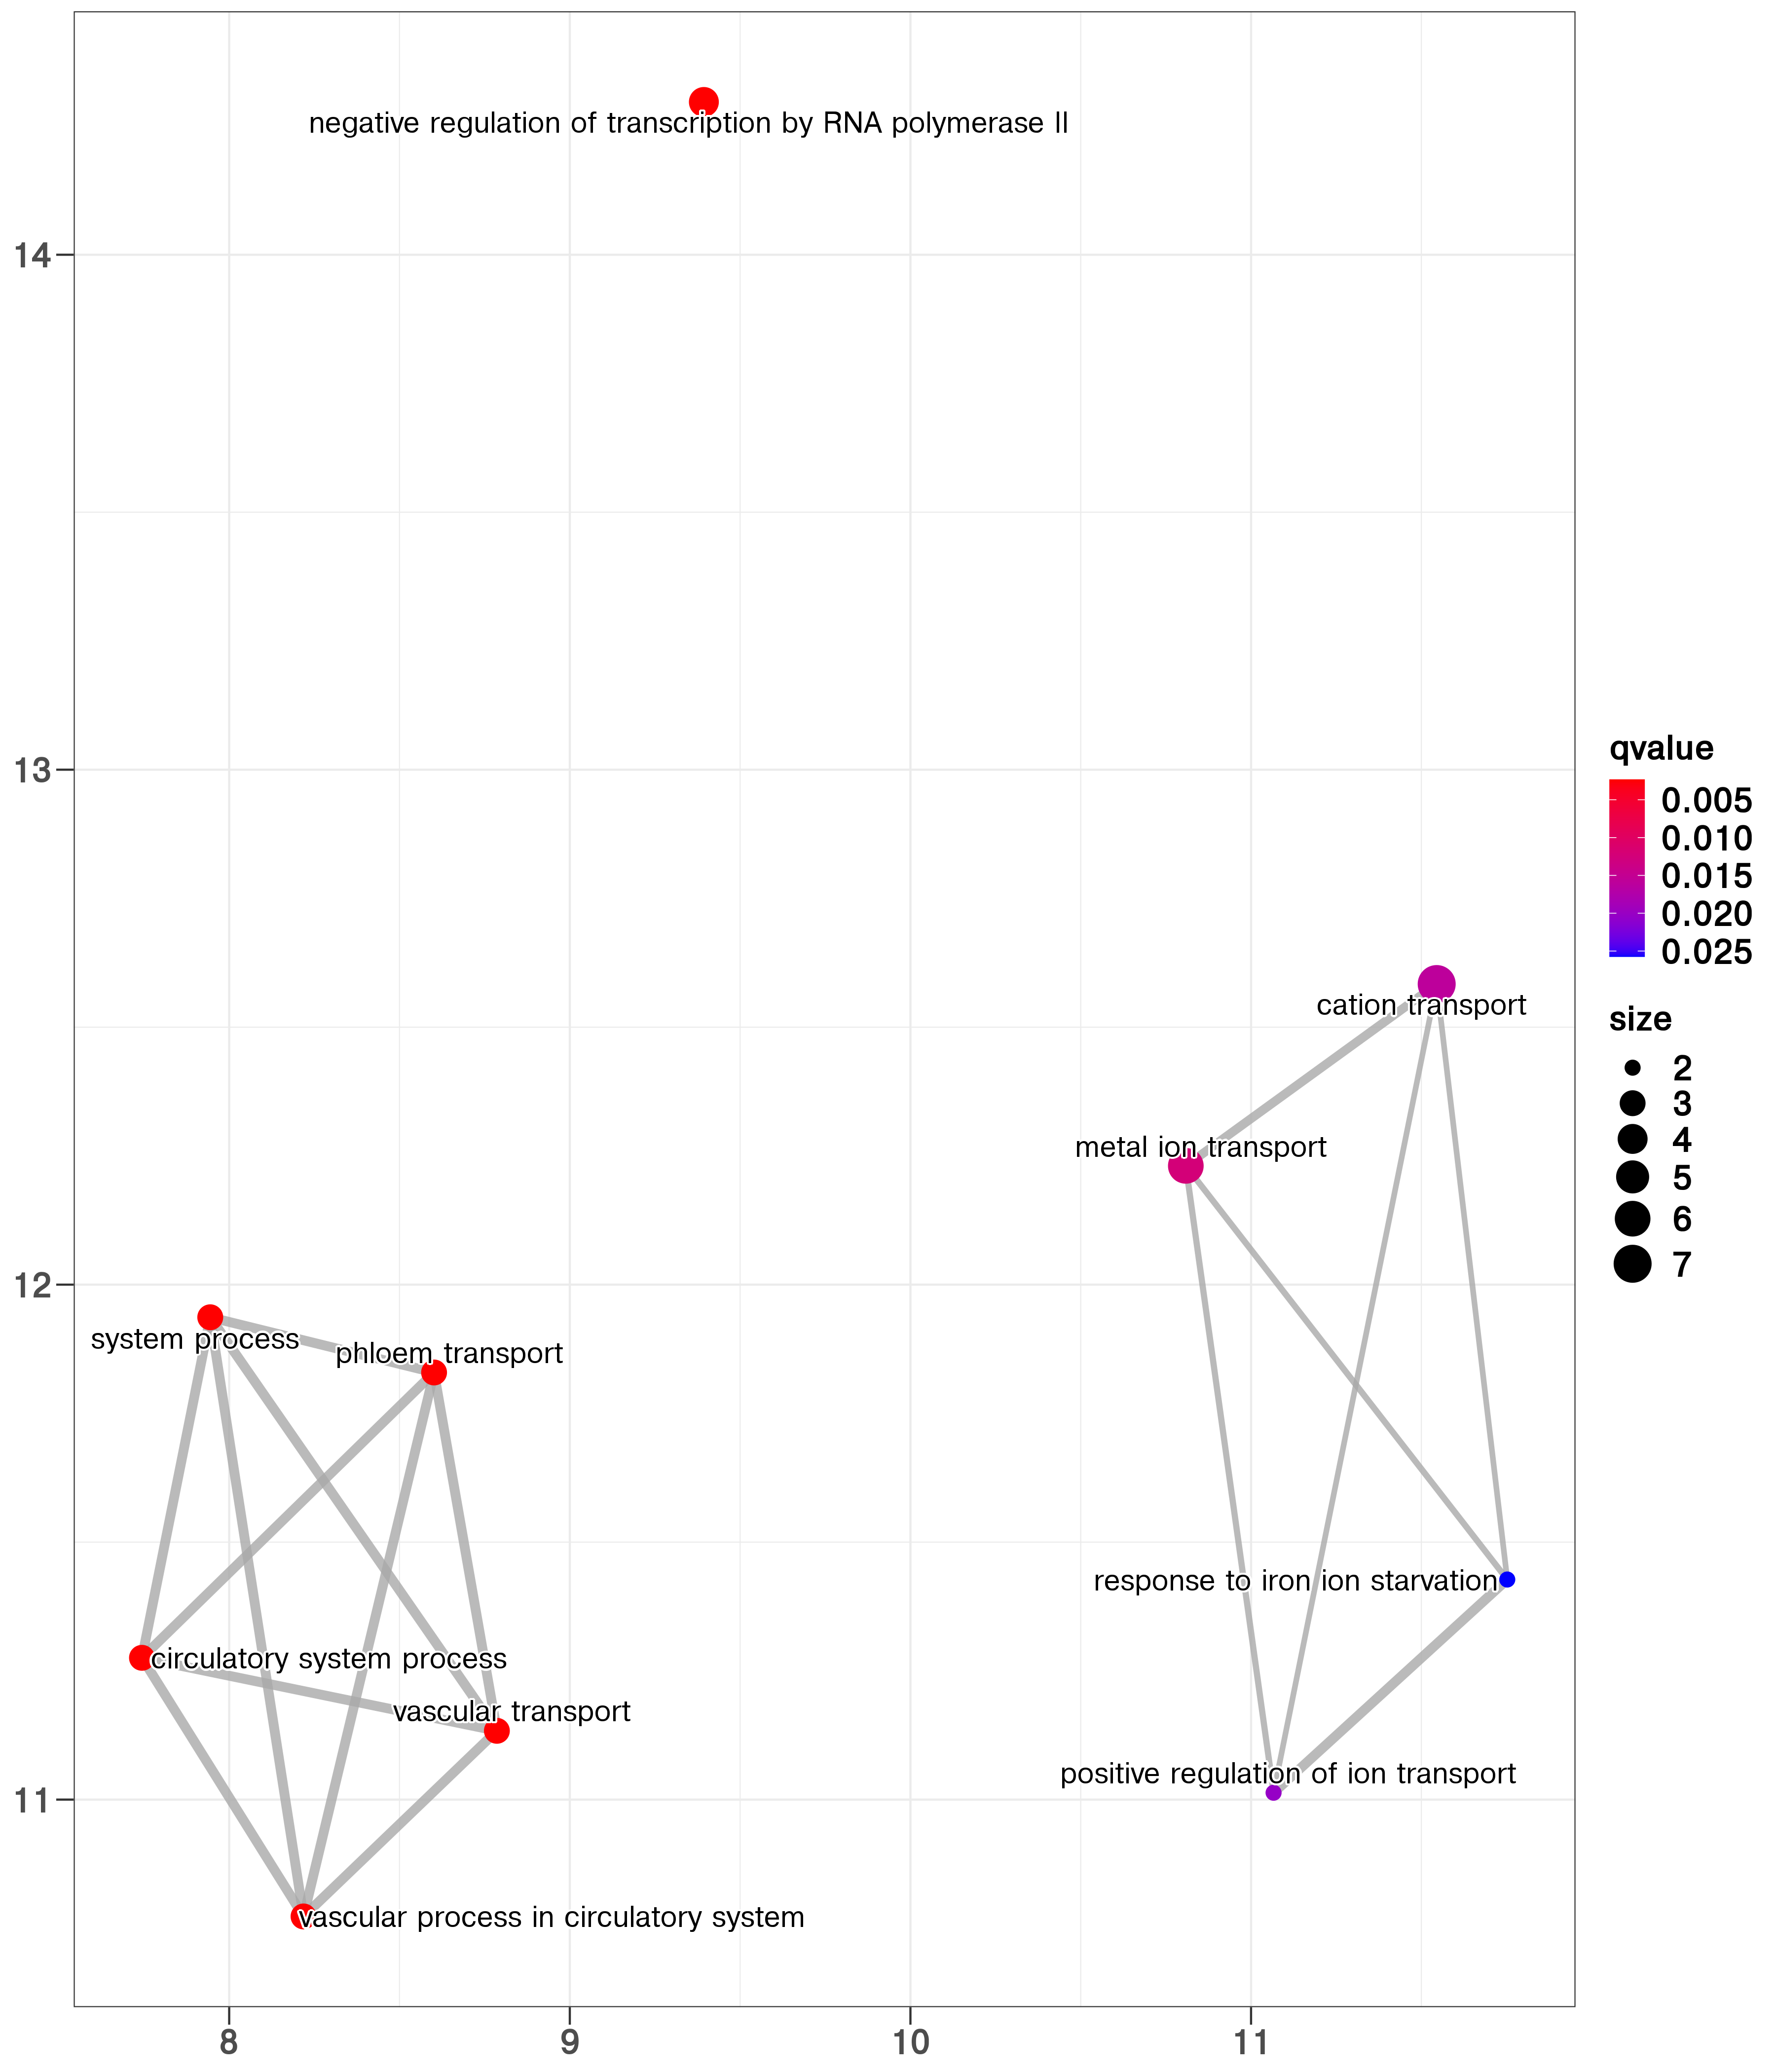 negative regulation of transcription by RNA polymerase II
14
13
qvalue
0.005
0.010
0.015
0.020
0.025
cation transport
size
2
3
4
5
6
7
metal ion transport
12
system process
phloem transport
response to iron ion starvation
circulatory system process
vascular transport
positive regulation of ion transport
11
vascular process in circulatory system
8
9
10
11